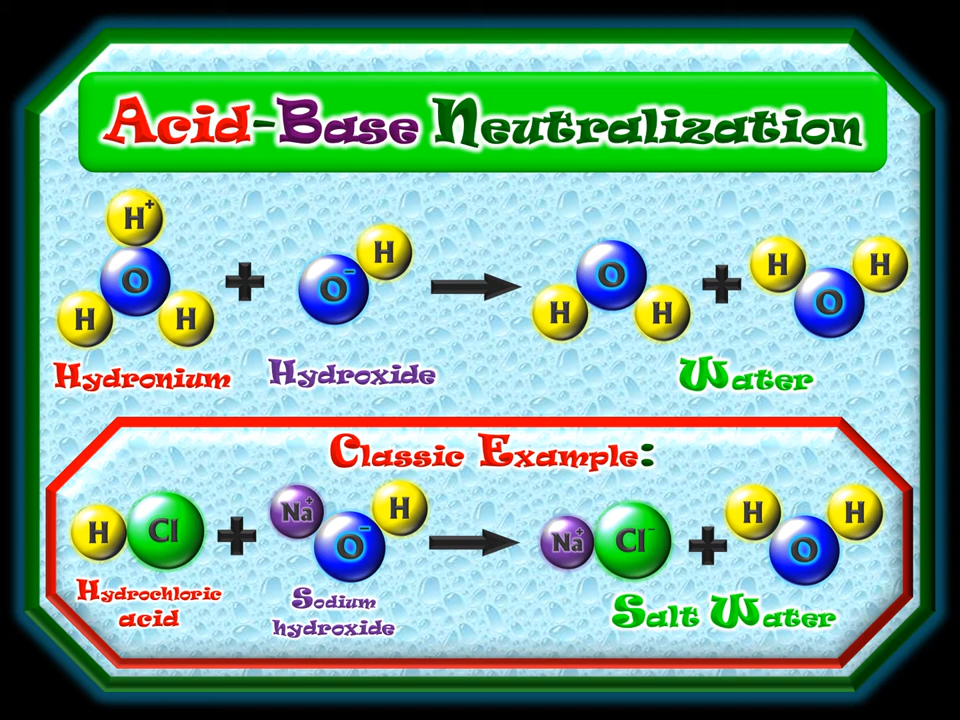 Acid-Base Neutralization
H+
O
H
H
+
O-
H
O
H
H
+
H
H
O
Hydronium
Hydroxide
Water
Classic Example:
H
Cl
+
Na+
O-
H
Na+
Cl-
+
H
H
O
Hydrochloric
acid
Sodium
hydroxide
Salt Water